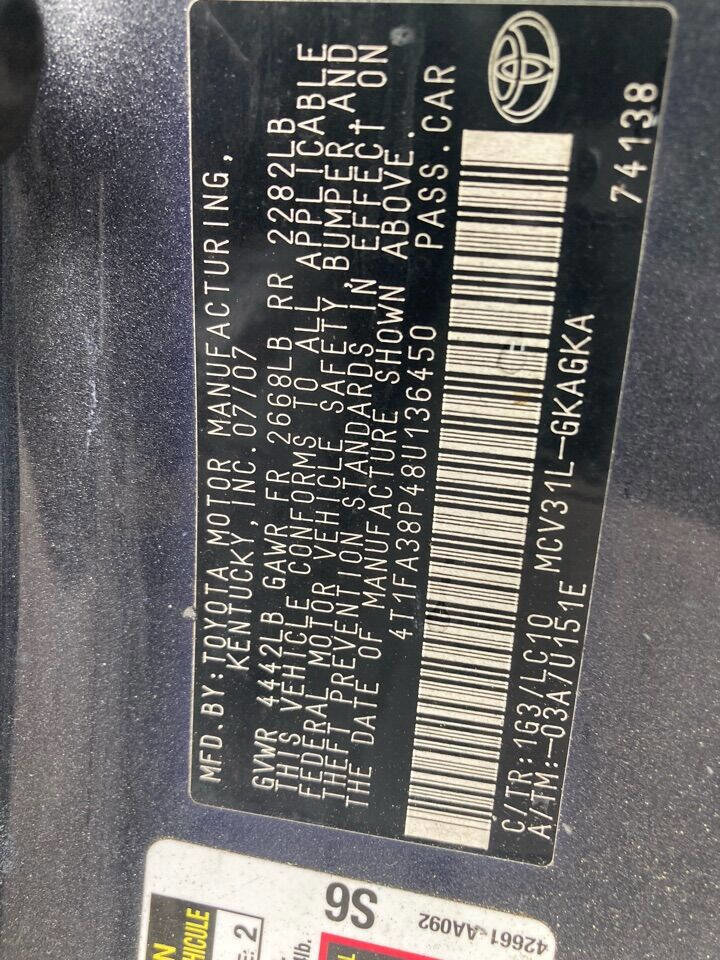 MFD.BY:TOYOTA MOTOR MANUFACTURING,
KENTUCKY,INC.07/07
GVWR 4442LB GAWR FR 2668LB RR 2282LB
THIS VEHICLE CONFORMS TO ALL APPLICABLE
FEDERAL MOTOR VEHICLE SAFETY,BUMPER,AND
THEFT PREVENTION STANDARDS IN EFFECT ON
THE DATE OF MANUFACTURE SHOWN ABOVE.
4T1FA38P48U136450 PASS.CAR
C/TR:1G3/LC10 MCV31L-GKAGKA
A/TM:-03A/U151E
74138
S6
42661-AA092
2
lb.